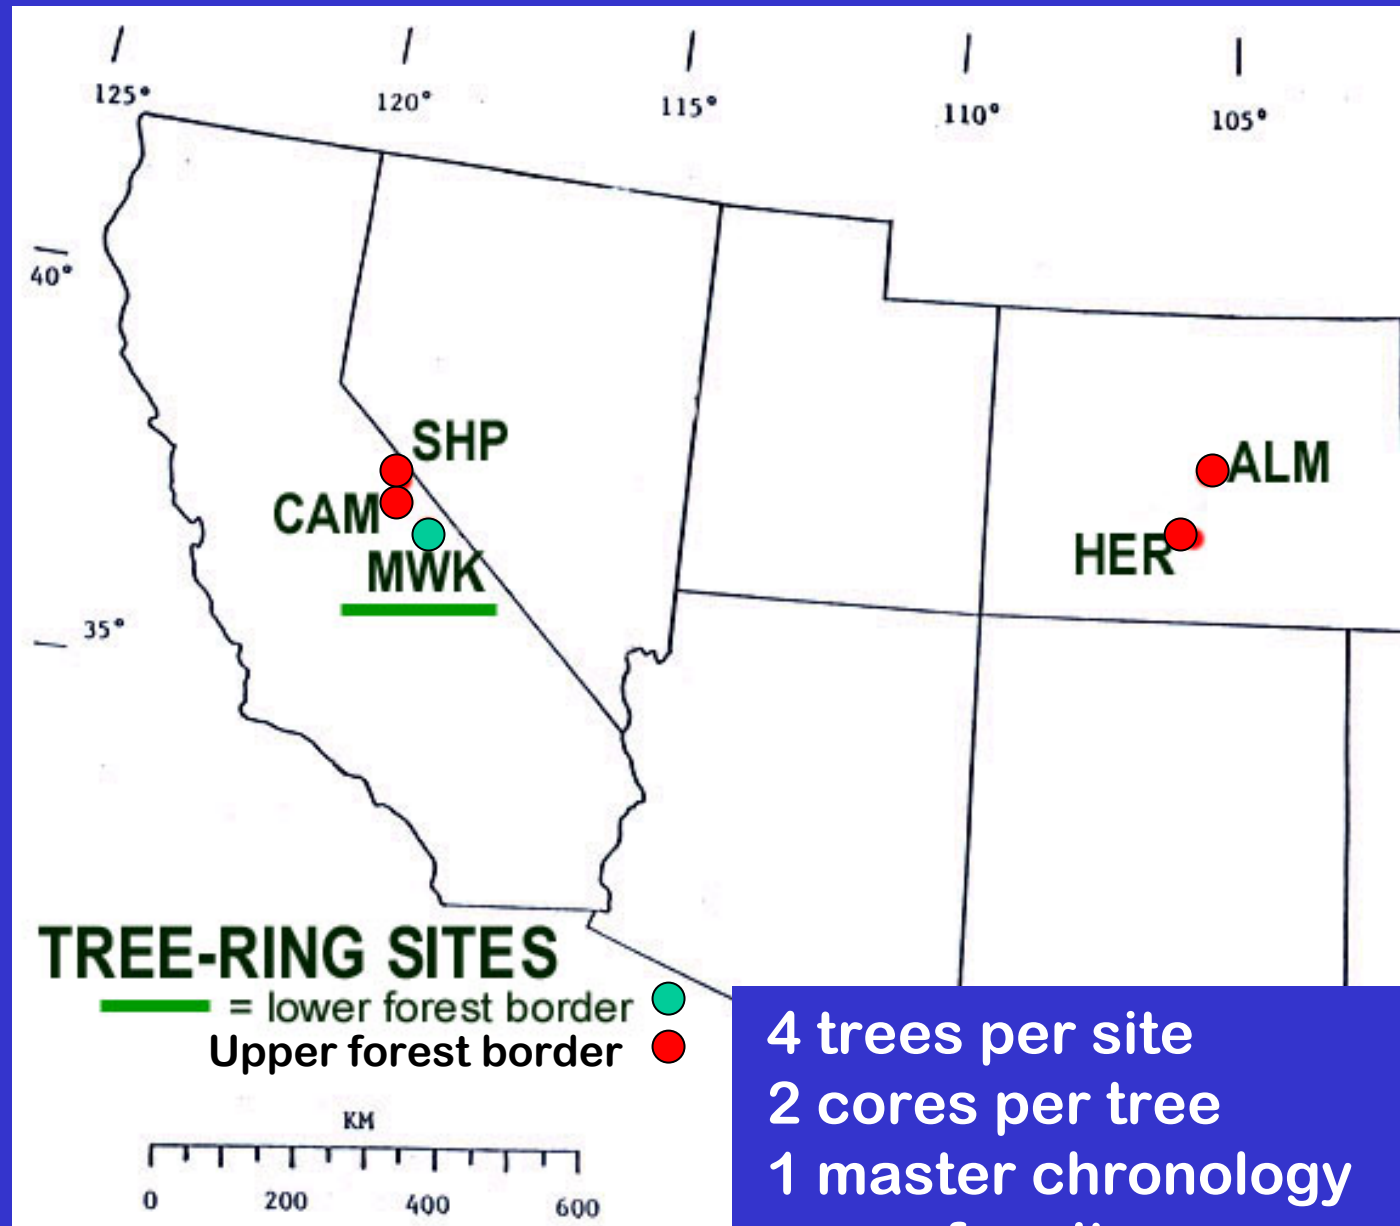 125° 120° 115° 110° 105°
40°
SHP
ALM
CAM
HER
MWK
35°
TREE-RING SITES
= lower forest border
Upper forest border
4 trees per site
2 cores per tree
1 master chronology
KM
0 200 400 600